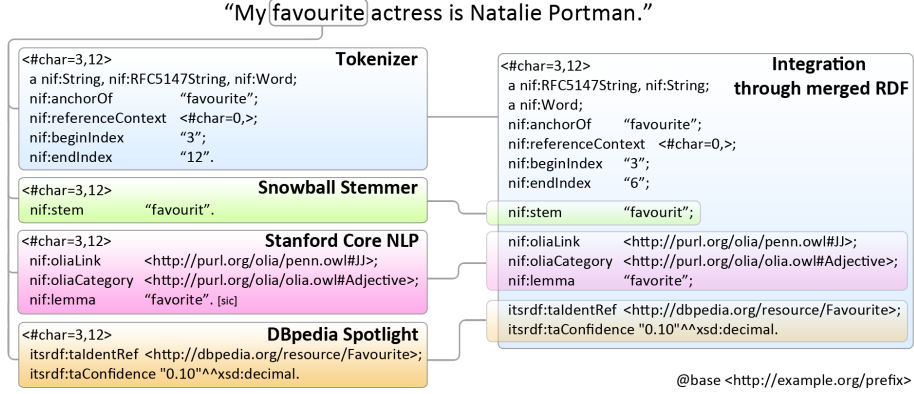 “My favourite actress is Natalie Portman.”
<#char=3,12> Tokenizer
a nif:String, nif:RFC5147String, nif:Word;
nif:anchorOf “favourite”;
nif:referenceContext <#char=0,>;
nif:beginIndex “3”;
nif:endIndex “12”.
<#char=3,12> Snowball Stemmer
nif:stem “favourit”.
<#char=3,12> Stanford Core NLP
nif:oliaLink <http://purl.org/olia/penn.owl#JJ>;
nif:oliaCategory <http://purl.org/olia/olia.owl#Adjective>;
nif:lemma “favorite”. [sic]
<#char=3,12> DBpedia Spotlight
itsrdf:taIdentRef <http://dbpedia.org/resource/Favourite>;
itsrdf:taConfidence "0.10"^^xsd:decimal.
<#char=3,12> Integration
through merged RDF
a nif:RFC5147String, nif:String;
a nif:Word;
nif:anchorOf “favourite”;
nif:referenceContext <#char=0,>;
nif:beginIndex “3”;
nif:endIndex “6”;
nif:stem “favourit”;
nif:oliaLink <http://purl.org/olia/penn.owl#JJ>;
nif:oliaCategory <http://purl.org/olia/olia.owl#Adjective>;
nif:lemma “favorite”;
itsrdf:taIdentRef <http://dbpedia.org/resource/Favourite>;
itsrdf:taConfidence "0.10"^^xsd:decimal.
@base <http://example.org/prefix>